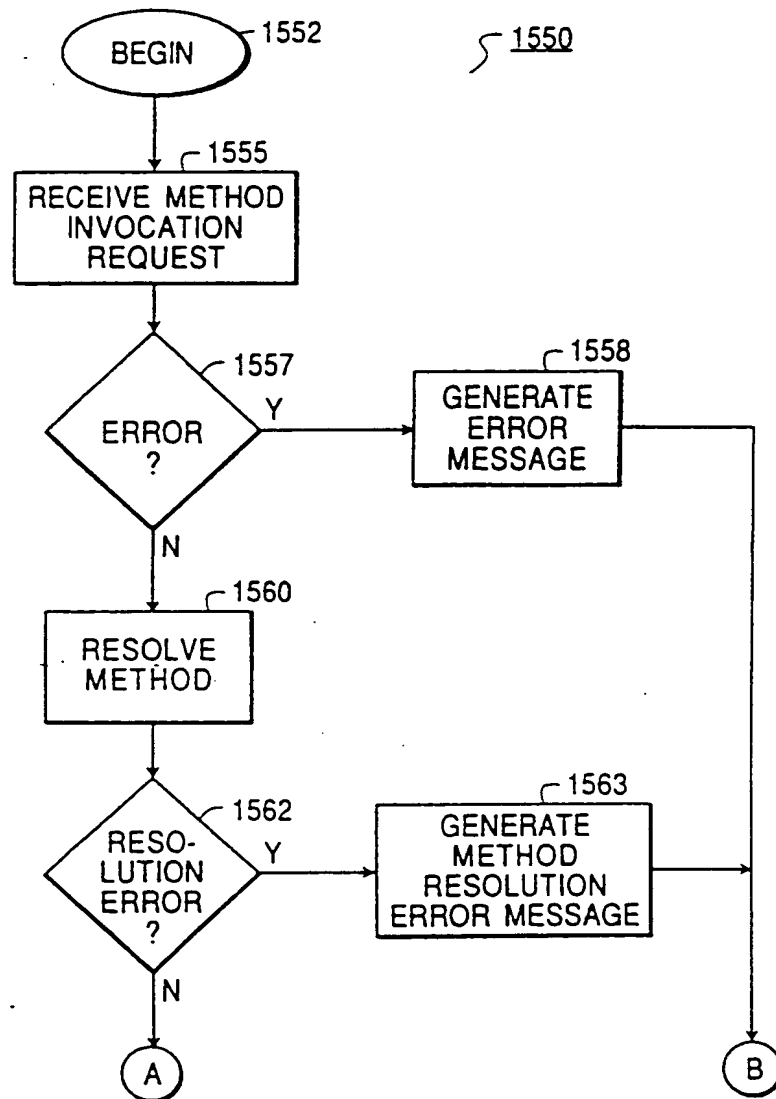 1552
BEGIN
1550
1555
RECEIVE METHOD
INVOCATION
REQUEST
1557
ERROR
?
Y
N
1558
GENERATE
ERROR
MESSAGE
1560
RESOLVE
METHOD
1562
RESO-
LUTION
ERROR
?
Y
N
1563
GENERATE
METHOD
RESOLUTION
ERROR MESSAGE
A
B